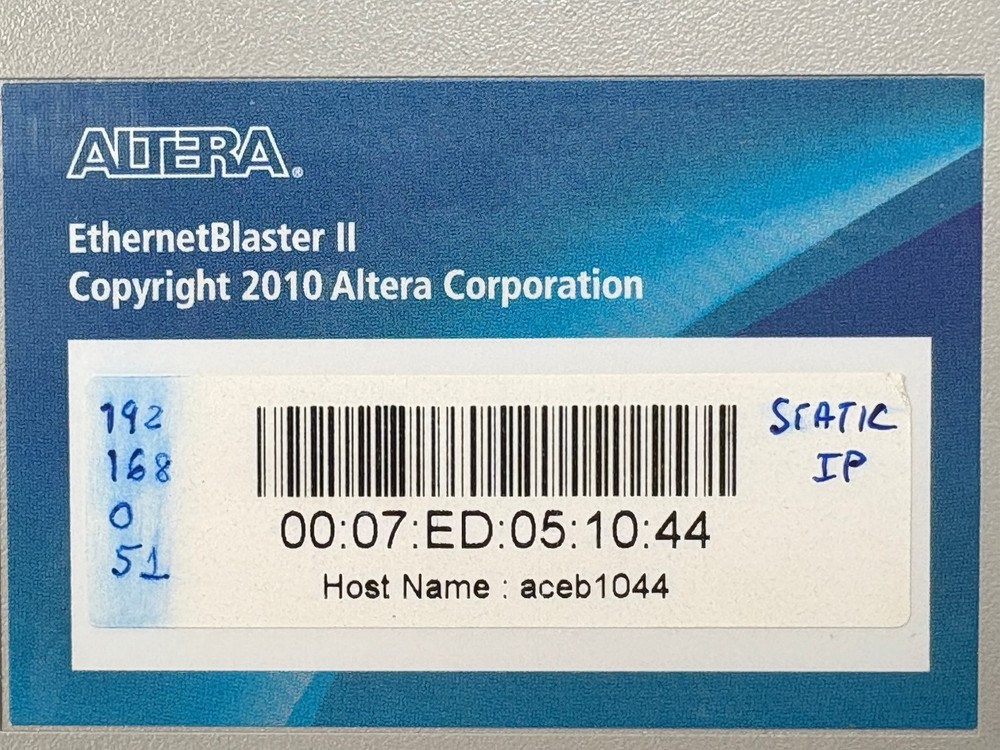 ALTERA®
EthernetBlaster II
Copyright 2010 Altera Corporation
192
168
0
51
STATIC
IP
00:07:ED:05:10:44
Host Name : aceb1044